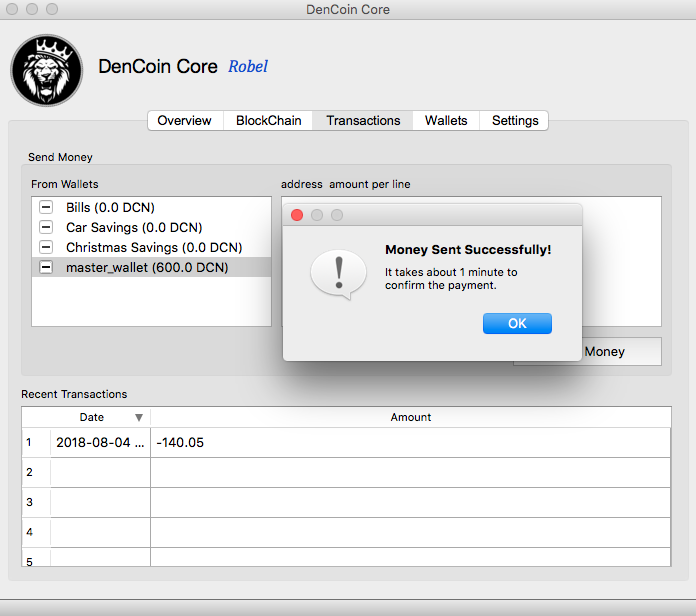 DenCoin Core
DenCoin Core Robel
Overview BlockChain Transactions Wallets Settings
Send Money
From Wallets
address amount per line
Bills (0.0 DCN)
Car Savings (0.0 DCN)
Christmas Savings (0.0 DCN)
master_wallet (600.0 DCN)
Money Sent Successfully!
It takes about 1 minute to
confirm the payment.
OK
Money
Recent Transactions
Date Amount
1 2018-08-04 ... -140.05
2
3
4
5